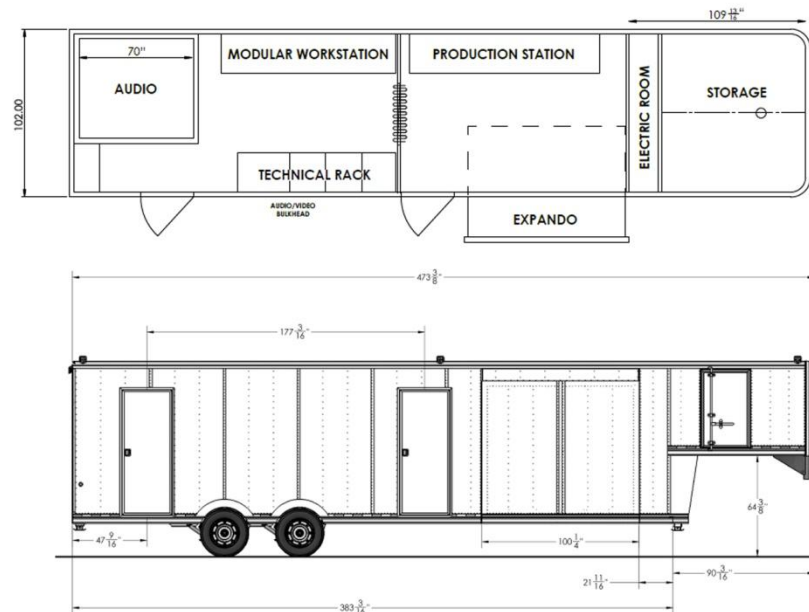 109 13/16"
70"
MODULAR WORKSTATION
PRODUCTION STATION
AUDIO
STORAGE
102.00
ELECTRIC ROOM
TECHNICAL RACK
AUDIO/VIDEO
BULKHEAD
EXPANDO
473 3/8"
177 3/16"
64 3/8"
47 9/16"
100 1/4"
21 11/16"
90 3/16"
383 3/16"